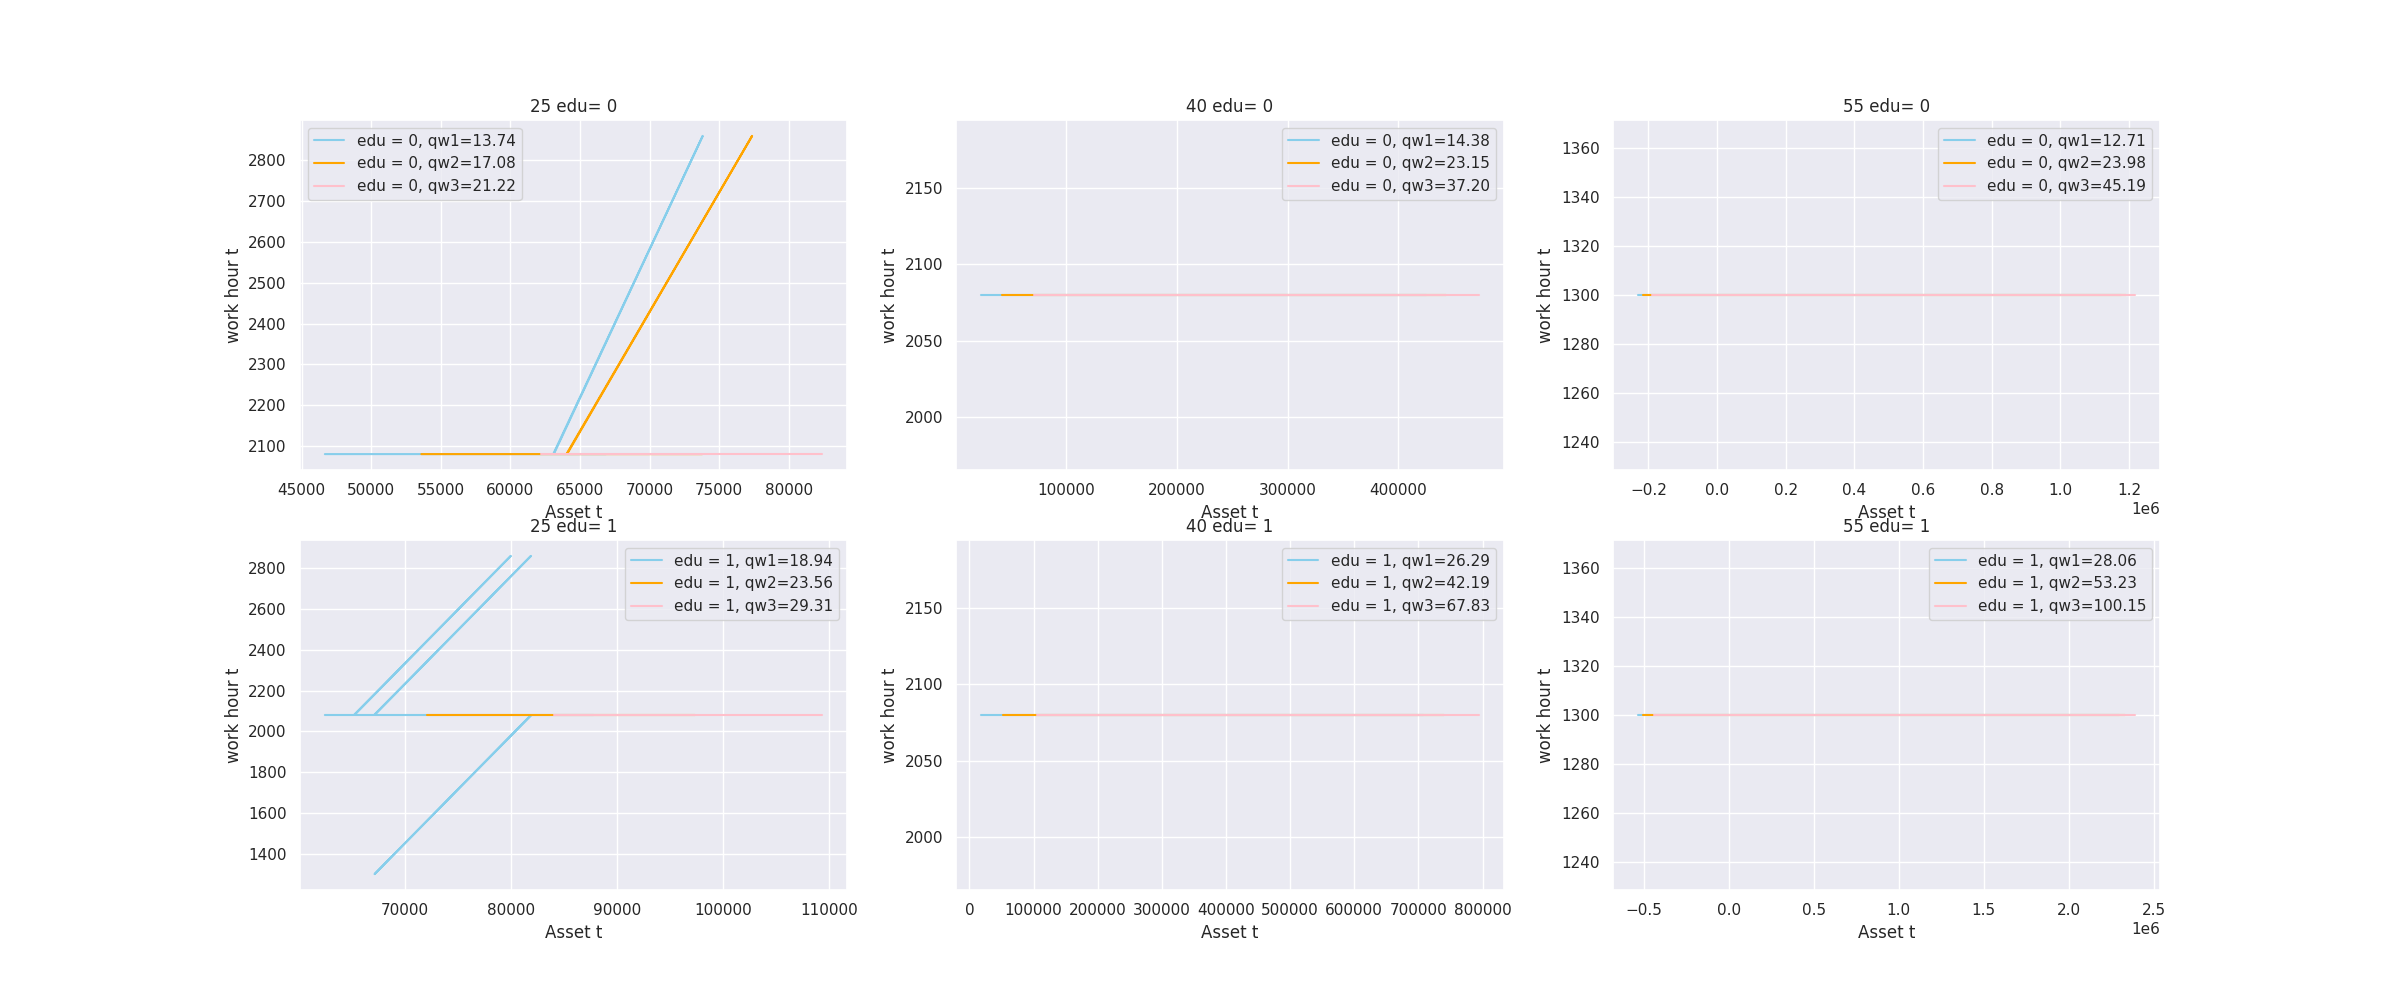 25 edu= 0
edu = 0, qw1=13.74
edu = 0, qw2=17.08
edu = 0, qw3=21.22
work hour t
2800
2700
2600
2500
2400
2300
2200
2100
45000 50000 55000 60000 65000 70000 75000 80000
Asset t
40 edu= 0
edu = 0, qw1=14.38
edu = 0, qw2=23.15
edu = 0, qw3=37.20
work hour t
2150
2100
2050
2000
100000 200000 300000 400000
Asset t
55 edu= 0
edu = 0, qw1=12.71
edu = 0, qw2=23.98
edu = 0, qw3=45.19
work hour t
1360
1340
1320
1300
1280
1260
1240
−0.2 0.0 0.2 0.4 0.6 0.8 1.0 1.2
1e6
Asset t
25 edu= 1
edu = 1, qw1=18.94
edu = 1, qw2=23.56
edu = 1, qw3=29.31
work hour t
2800
2600
2400
2200
2000
1800
1600
1400
70000 80000 90000 100000 110000
Asset t
40 edu= 1
edu = 1, qw1=26.29
edu = 1, qw2=42.19
edu = 1, qw3=67.83
work hour t
2150
2100
2050
2000
0 100000 200000 300000 400000 500000 600000 700000 800000
Asset t
55 edu= 1
edu = 1, qw1=28.06
edu = 1, qw2=53.23
edu = 1, qw3=100.15
work hour t
1360
1340
1320
1300
1280
1260
1240
−0.5 0.0 0.5 1.0 1.5 2.0 2.5
1e6
Asset t